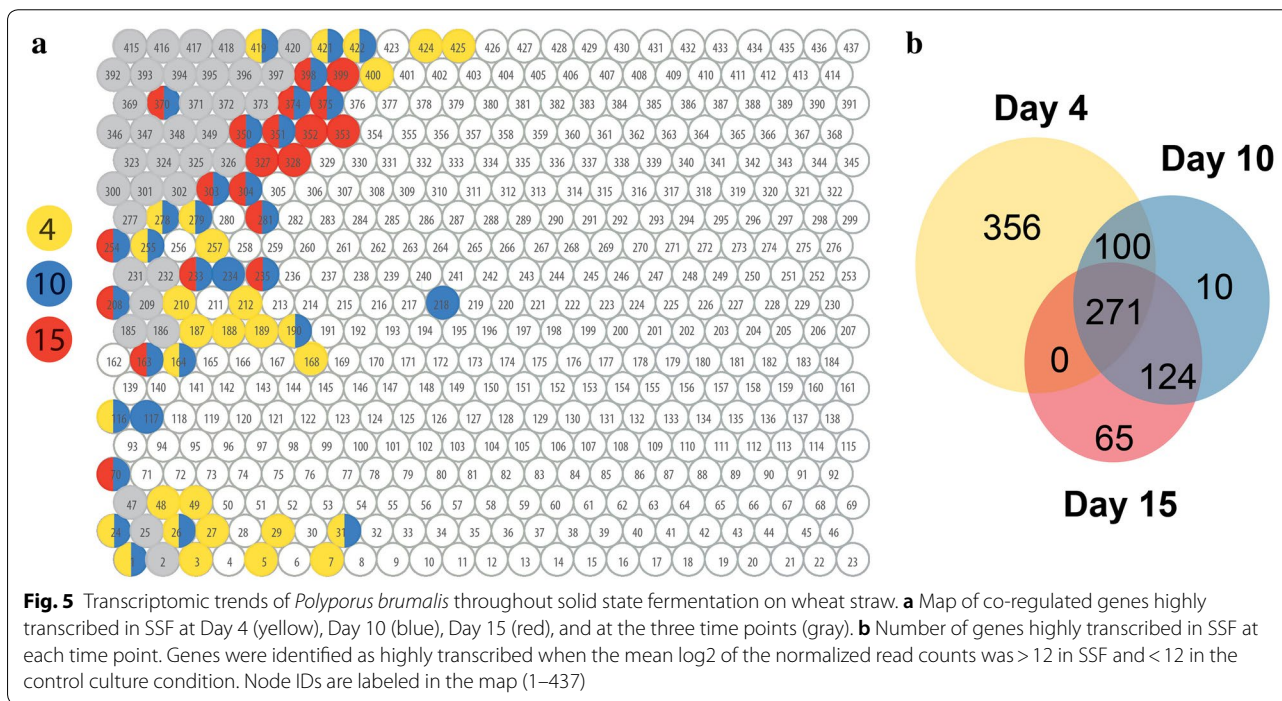 a
415 416 417 418 419 420 421 422 423 424 425 426 427 428 429 430 431 432 433 434 435 436 437
392 393 394 395 396 397 398 399 400 401 402 403 404 405 406 407 408 409 410 411 412 413 414
369 370 371 372 373 374 375 376 377 378 379 380 381 382 383 384 385 386 387 388 389 390 391
346 347 348 349 350 351 352 353 354 355 356 357 358 359 360 361 362 363 364 365 366 367 368
323 324 325 326 327 328 329 330 331 332 333 334 335 336 337 338 339 340 341 342 343 344 345
300 301 302 303 304 305 306 307 308 309 310 311 312 313 314 315 316 317 318 319 320 321 322
277 278 279 280 281 282 283 284 285 286 287 288 289 290 291 292 293 294 295 296 297 298 299
254 255 256 257 258 259 260 261 262 263 264 265 266 267 268 269 270 271 272 273 274 275 276
231 232 233 234 235 236 237 238 239 240 241 242 243 244 245 246 247 248 249 250 251 252 253
208 209 210 211 212 213 214 215 216 217 218 219 220 221 222 223 224 225 226 227 228 229 230
185 186 187 188 189 190 191 192 193 194 195 196 197 198 199 200 201 202 203 204 205 206 207
162 163 164 165 166 167 168 169 170 171 172 173 174 175 176 177 178 179 180 181 182 183 184
139 140 141 142 143 144 145 146 147 148 149 150 151 152 153 154 155 156 157 158 159 160 161
116 117 118 119 120 121 122 123 124 125 126 127 128 129 130 131 132 133 134 135 136 137 138
93 94 95 96 97 98 99 100 101 102 103 104 105 106 107 108 109 110 111 112 113 114 115
70 71 72 73 74 75 76 77 78 79 80 81 82 83 84 85 86 87 88 89 90 91 92
47 48 49 50 51 52 53 54 55 56 57 58 59 60 61 62 63 64 65 66 67 68 69
24 25 26 27 28 29 30 31 32 33 34 35 36 37 38 39 40 41 42 43 44 45 46
1 2 3 4 5 6 7 8 9 10 11 12 13 14 15 16 17 18 19 20 21 22 23
4
10
15
b
Day 4
Day 10
356
100
10
271
0
124
65
Day 15
Fig. 5 Transcriptomic trends of Polyporus brumalis throughout solid state fermentation on wheat straw. a Map of co-regulated genes highly
transcribed in SSF at Day 4 (yellow), Day 10 (blue), Day 15 (red), and at the three time points (gray). b Number of genes highly transcribed in SSF at
each time point. Genes were identified as highly transcribed when the mean log2 of the normalized read counts was > 12 in SSF and < 12 in the
control culture condition. Node IDs are labeled in the map (1–437)